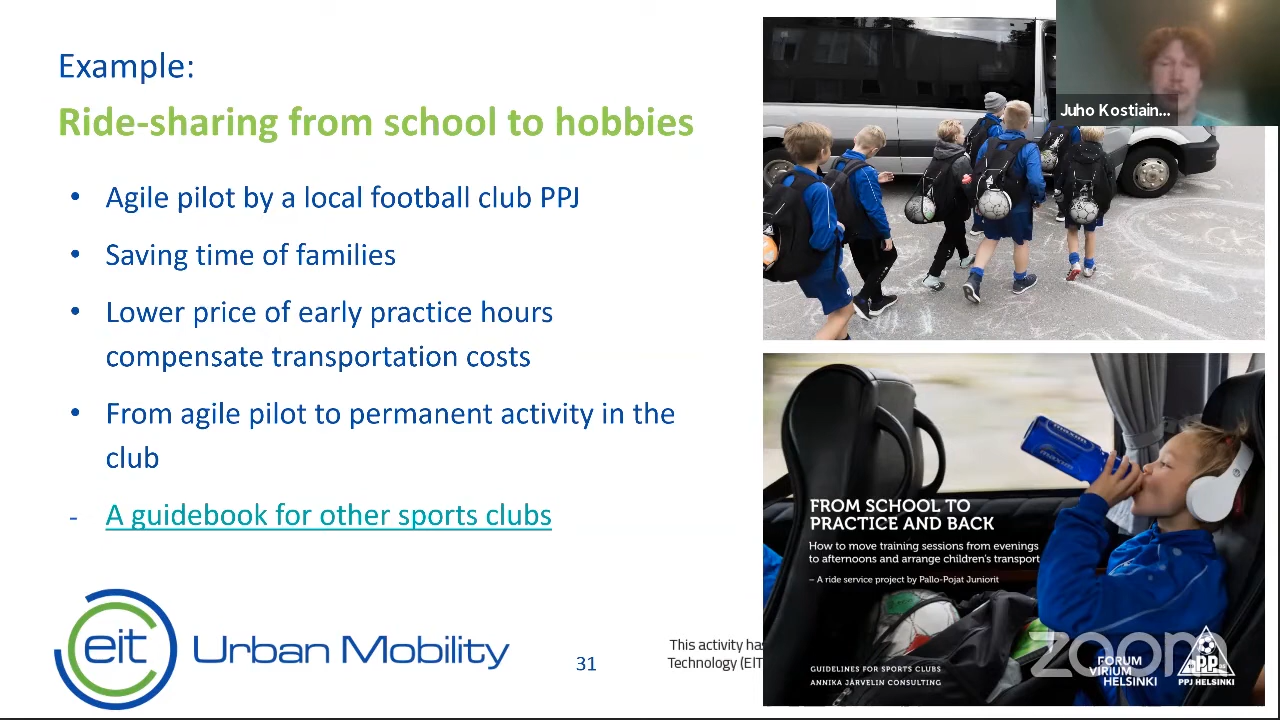 Example:
Ride-sharing from school to hobbies
• Agile pilot by a local football club PPJ
• Saving time of families
• Lower price of early practice hours
compensate transportation costs
• From agile pilot to permanent activity in the
club
- A guidebook for other sports clubs
eit Urban Mobility
31
This activity has
Technology (EIT
Juho Kostiain...
maxim
maxim
FROM SCHOOL TO
PRACTICE AND BACK
How to move training sessions from evenings
to afternoons and arrange children's transport
– A ride service project by Pallo-Pojat Juniorit
GUIDELINES FOR SPORTS CLUBS
ANNIKA JÄRVELIN CONSULTING
zoom
FORUM
VIRIUM
HELSINKI
PPJ
PPJ HELSINKI